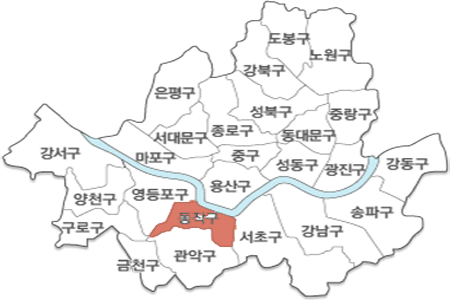 도봉구
노원구
강북구
은평구
성북구
중랑구
서대문구
종로구
동대문구
강서구
마포구
중구
성동구
광진구
강동구
양천구
영등포구
용산구
송파구
구로구
동작구
서초구
강남구
금천구
관악구